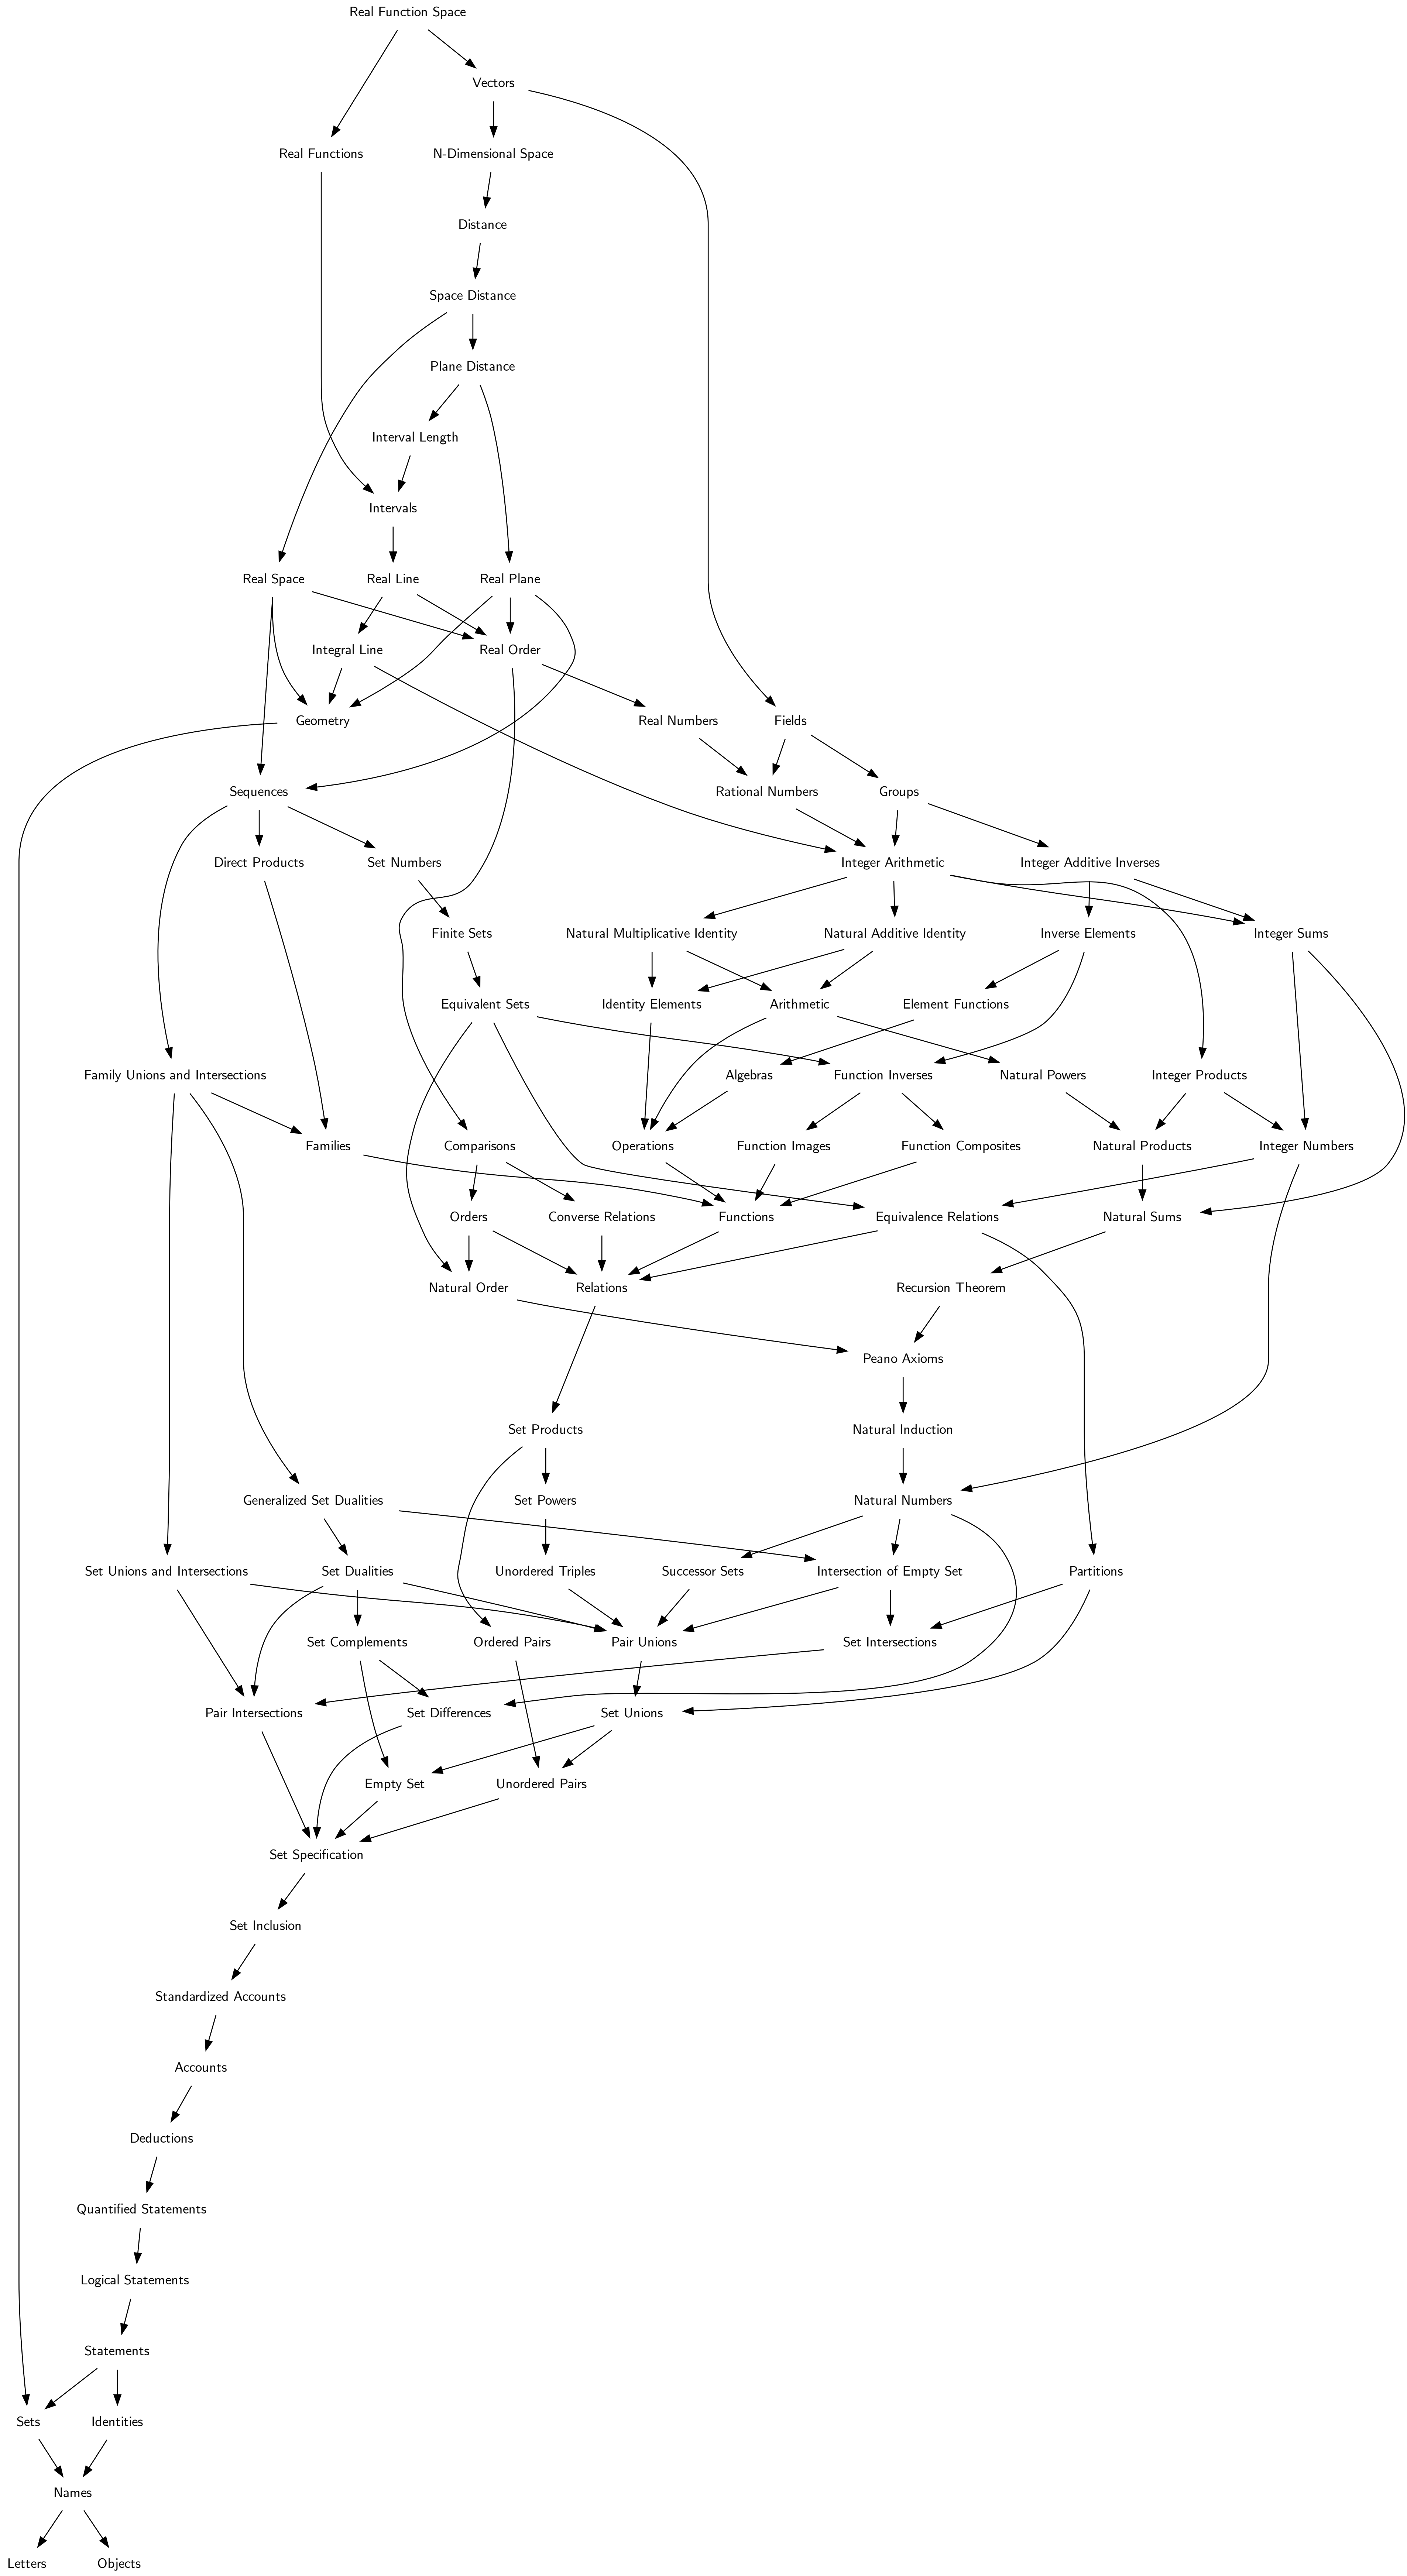 Real Function Space
Vectors
Real Functions
N-Dimensional Space
Distance
Space Distance
Plane Distance
Interval Length
Intervals
Real Space
Real Line
Real Plane
Integral Line
Real Order
Geometry
Real Numbers
Fields
Sequences
Rational Numbers
Groups
Direct Products
Set Numbers
Integer Arithmetic
Integer Additive Inverses
Finite Sets
Natural Multiplicative Identity
Natural Additive Identity
Inverse Elements
Integer Sums
Equivalent Sets
Identity Elements
Arithmetic
Element Functions
Family Unions and Intersections
Algebras
Function Inverses
Natural Powers
Integer Products
Families
Comparisons
Operations
Function Images
Function Composites
Natural Products
Integer Numbers
Orders
Converse Relations
Functions
Equivalence Relations
Natural Sums
Natural Order
Relations
Recursion Theorem
Peano Axioms
Set Products
Natural Induction
Generalized Set Dualities
Set Powers
Natural Numbers
Set Unions and Intersections
Set Dualities
Unordered Triples
Successor Sets
Intersection of Empty Set
Partitions
Set Complements
Ordered Pairs
Pair Unions
Set Intersections
Pair Intersections
Set Differences
Set Unions
Empty Set
Unordered Pairs
Set Specification
Set Inclusion
Standardized Accounts
Accounts
Deductions
Quantified Statements
Logical Statements
Statements
Sets
Identities
Names
Letters
Objects